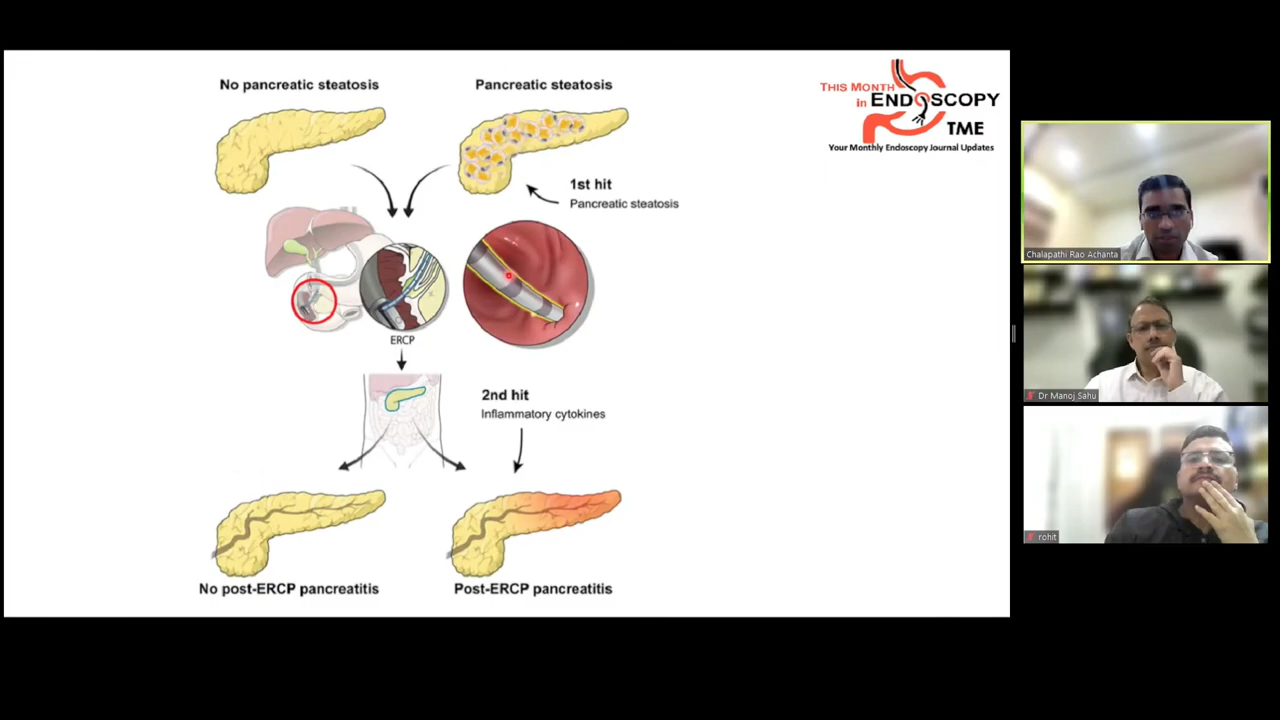 No pancreatic steatosis
Pancreatic steatosis
THIS MONTH
in ENDOSCOPY
TME
Your Monthly Endoscopy Journal Updates
1st hit
Pancreatic steatosis
ERCP
2nd hit
Inflammatory cytokines
No post-ERCP pancreatitis
Post-ERCP pancreatitis
Chalapathi Rao Achanta
Dr Manoj Sahu
rohit